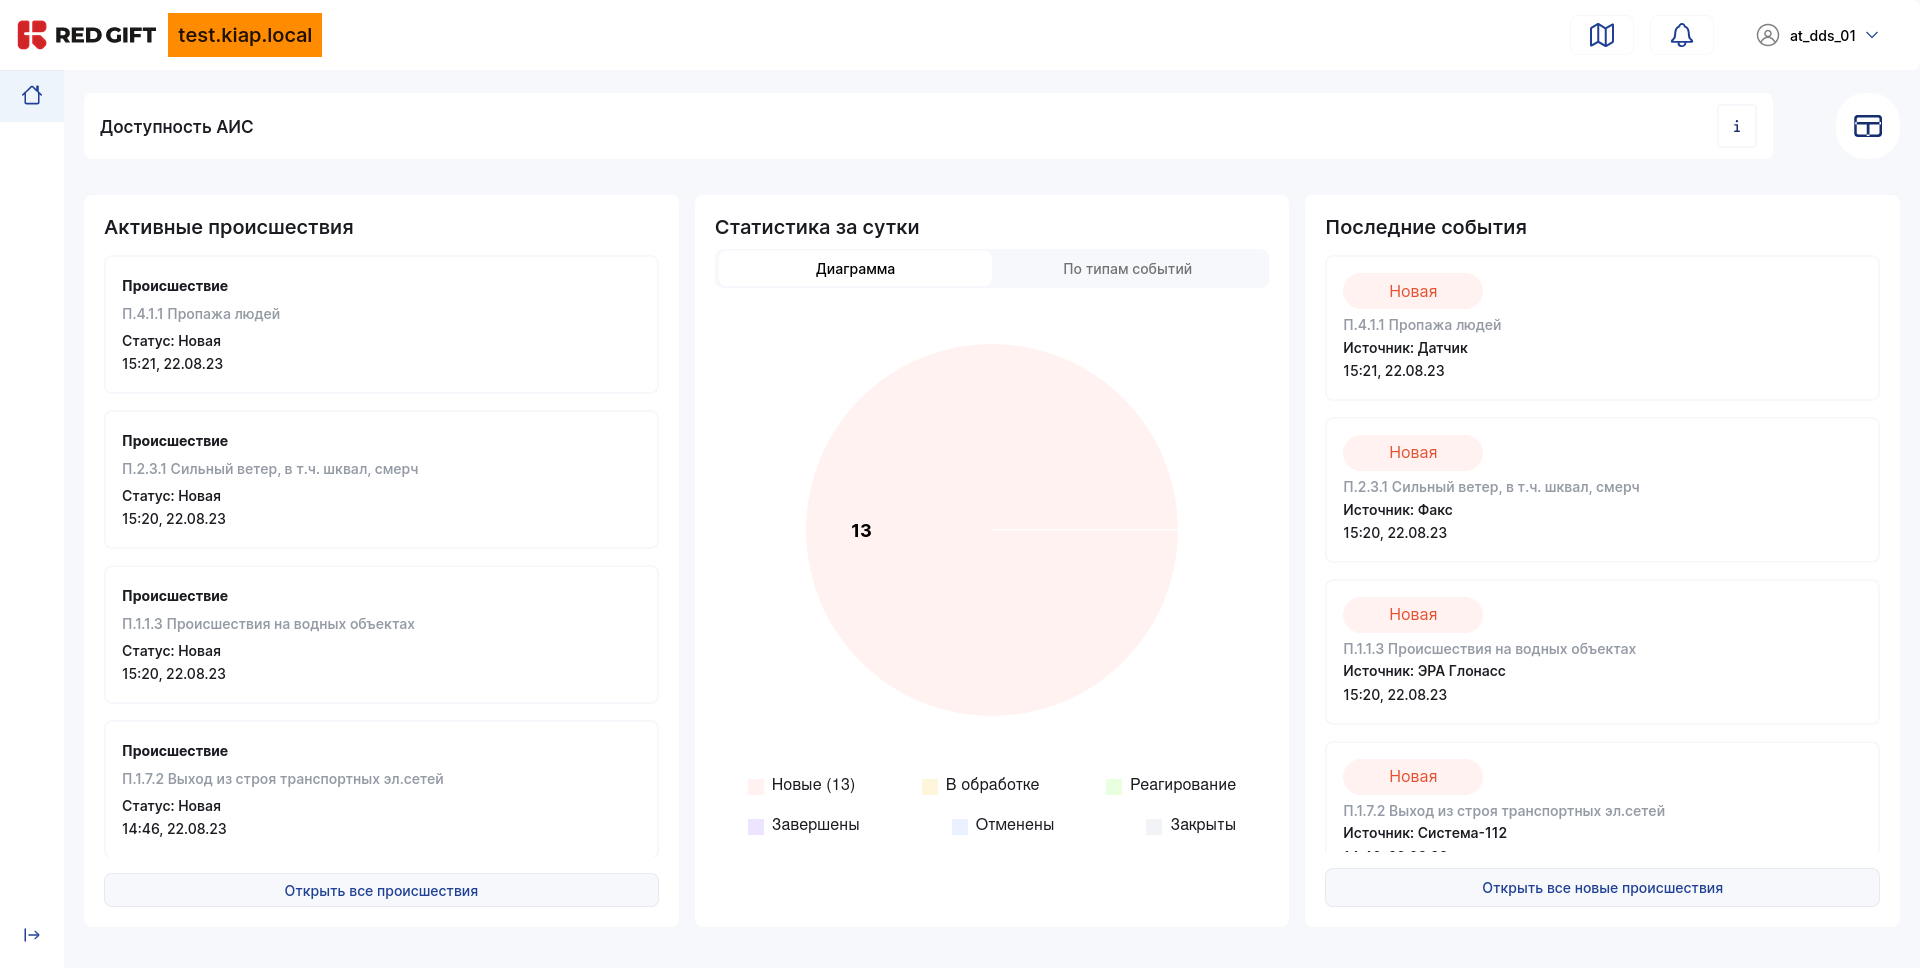 RED GIFT
test.kiap.local
at_dds_01
Доступность АИС
i
Активные происшествия
Происшествие
П.4.1.1 Пропажа людей
Статус: Новая
15:21, 22.08.23
Происшествие
П.2.3.1 Сильный ветер, в т.ч. шквал, смерч
Статус: Новая
15:20, 22.08.23
Происшествие
П.1.1.3 Происшествия на водных объектах
Статус: Новая
15:20, 22.08.23
Происшествие
П.1.7.2 Выход из строя транспортных эл.сетей
Статус: Новая
14:46, 22.08.23
Открыть все происшествия
Статистика за сутки
Диаграмма
По типам событий
13
Новые (13)
В обработке
Реагирование
Завершены
Отменены
Закрыты
Последние события
Новая
П.4.1.1 Пропажа людей
Источник: Датчик
15:21, 22.08.23
Новая
П.2.3.1 Сильный ветер, в т.ч. шквал, смерч
Источник: Факс
15:20, 22.08.23
Новая
П.1.1.3 Происшествия на водных объектах
Источник: ЭРА Глонасс
15:20, 22.08.23
Новая
П.1.7.2 Выход из строя транспортных эл.сетей
Источник: Система-112
Открыть все новые происшествия